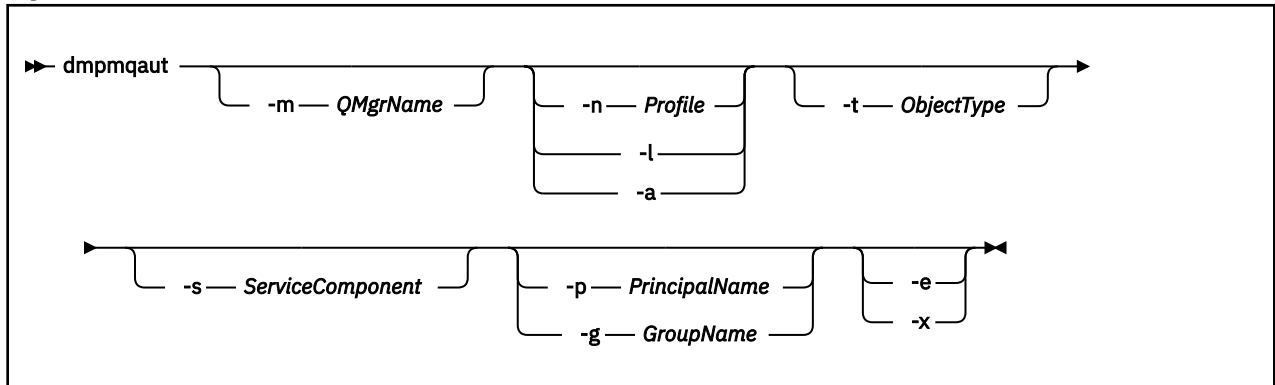 dmpmqaut
-m QMgrName -n Profile -t ObjectType
-l
-a
-s ServiceComponent -p PrincipalName -e
-g GroupName -x